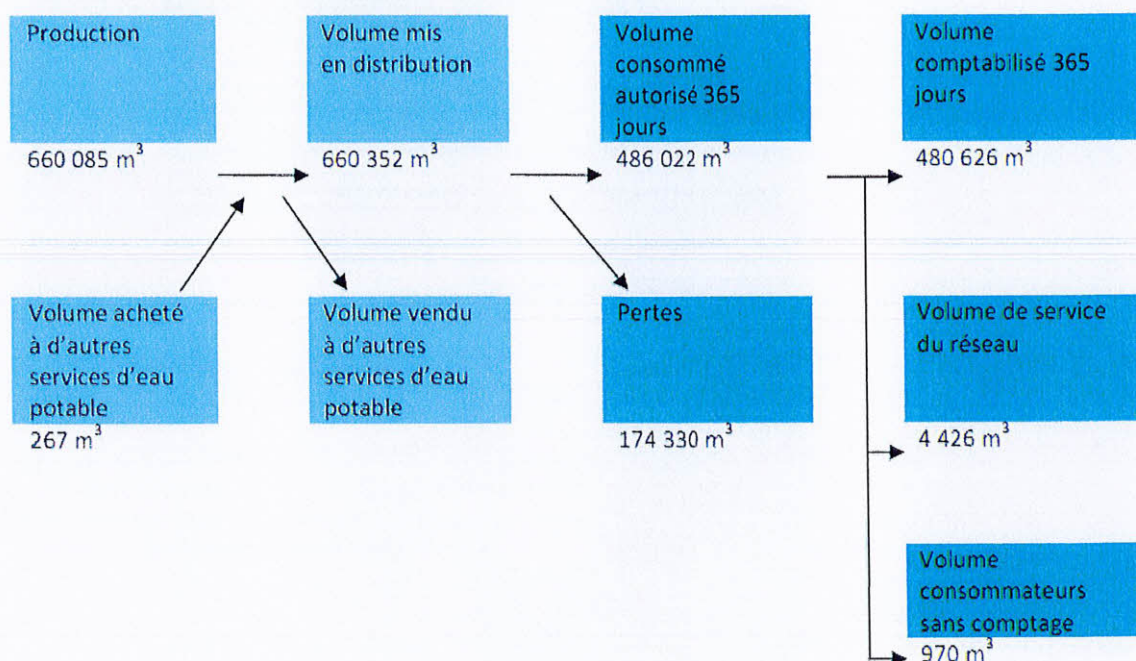 Production
660 085 m³
Volume mis
en distribution
660 352 m³
Volume
consommé
autorisé 365
jours
486 022 m³
Volume
comptabilisé 365
jours
480 626 m³
Volume acheté
à d'autres
services d'eau
potable
267 m³
Volume vendu
à d'autres
services d'eau
potable
Pertes
174 330 m³
Volume de service
du réseau
4 426 m³
Volume
consommateurs
sans comptage
970 m³